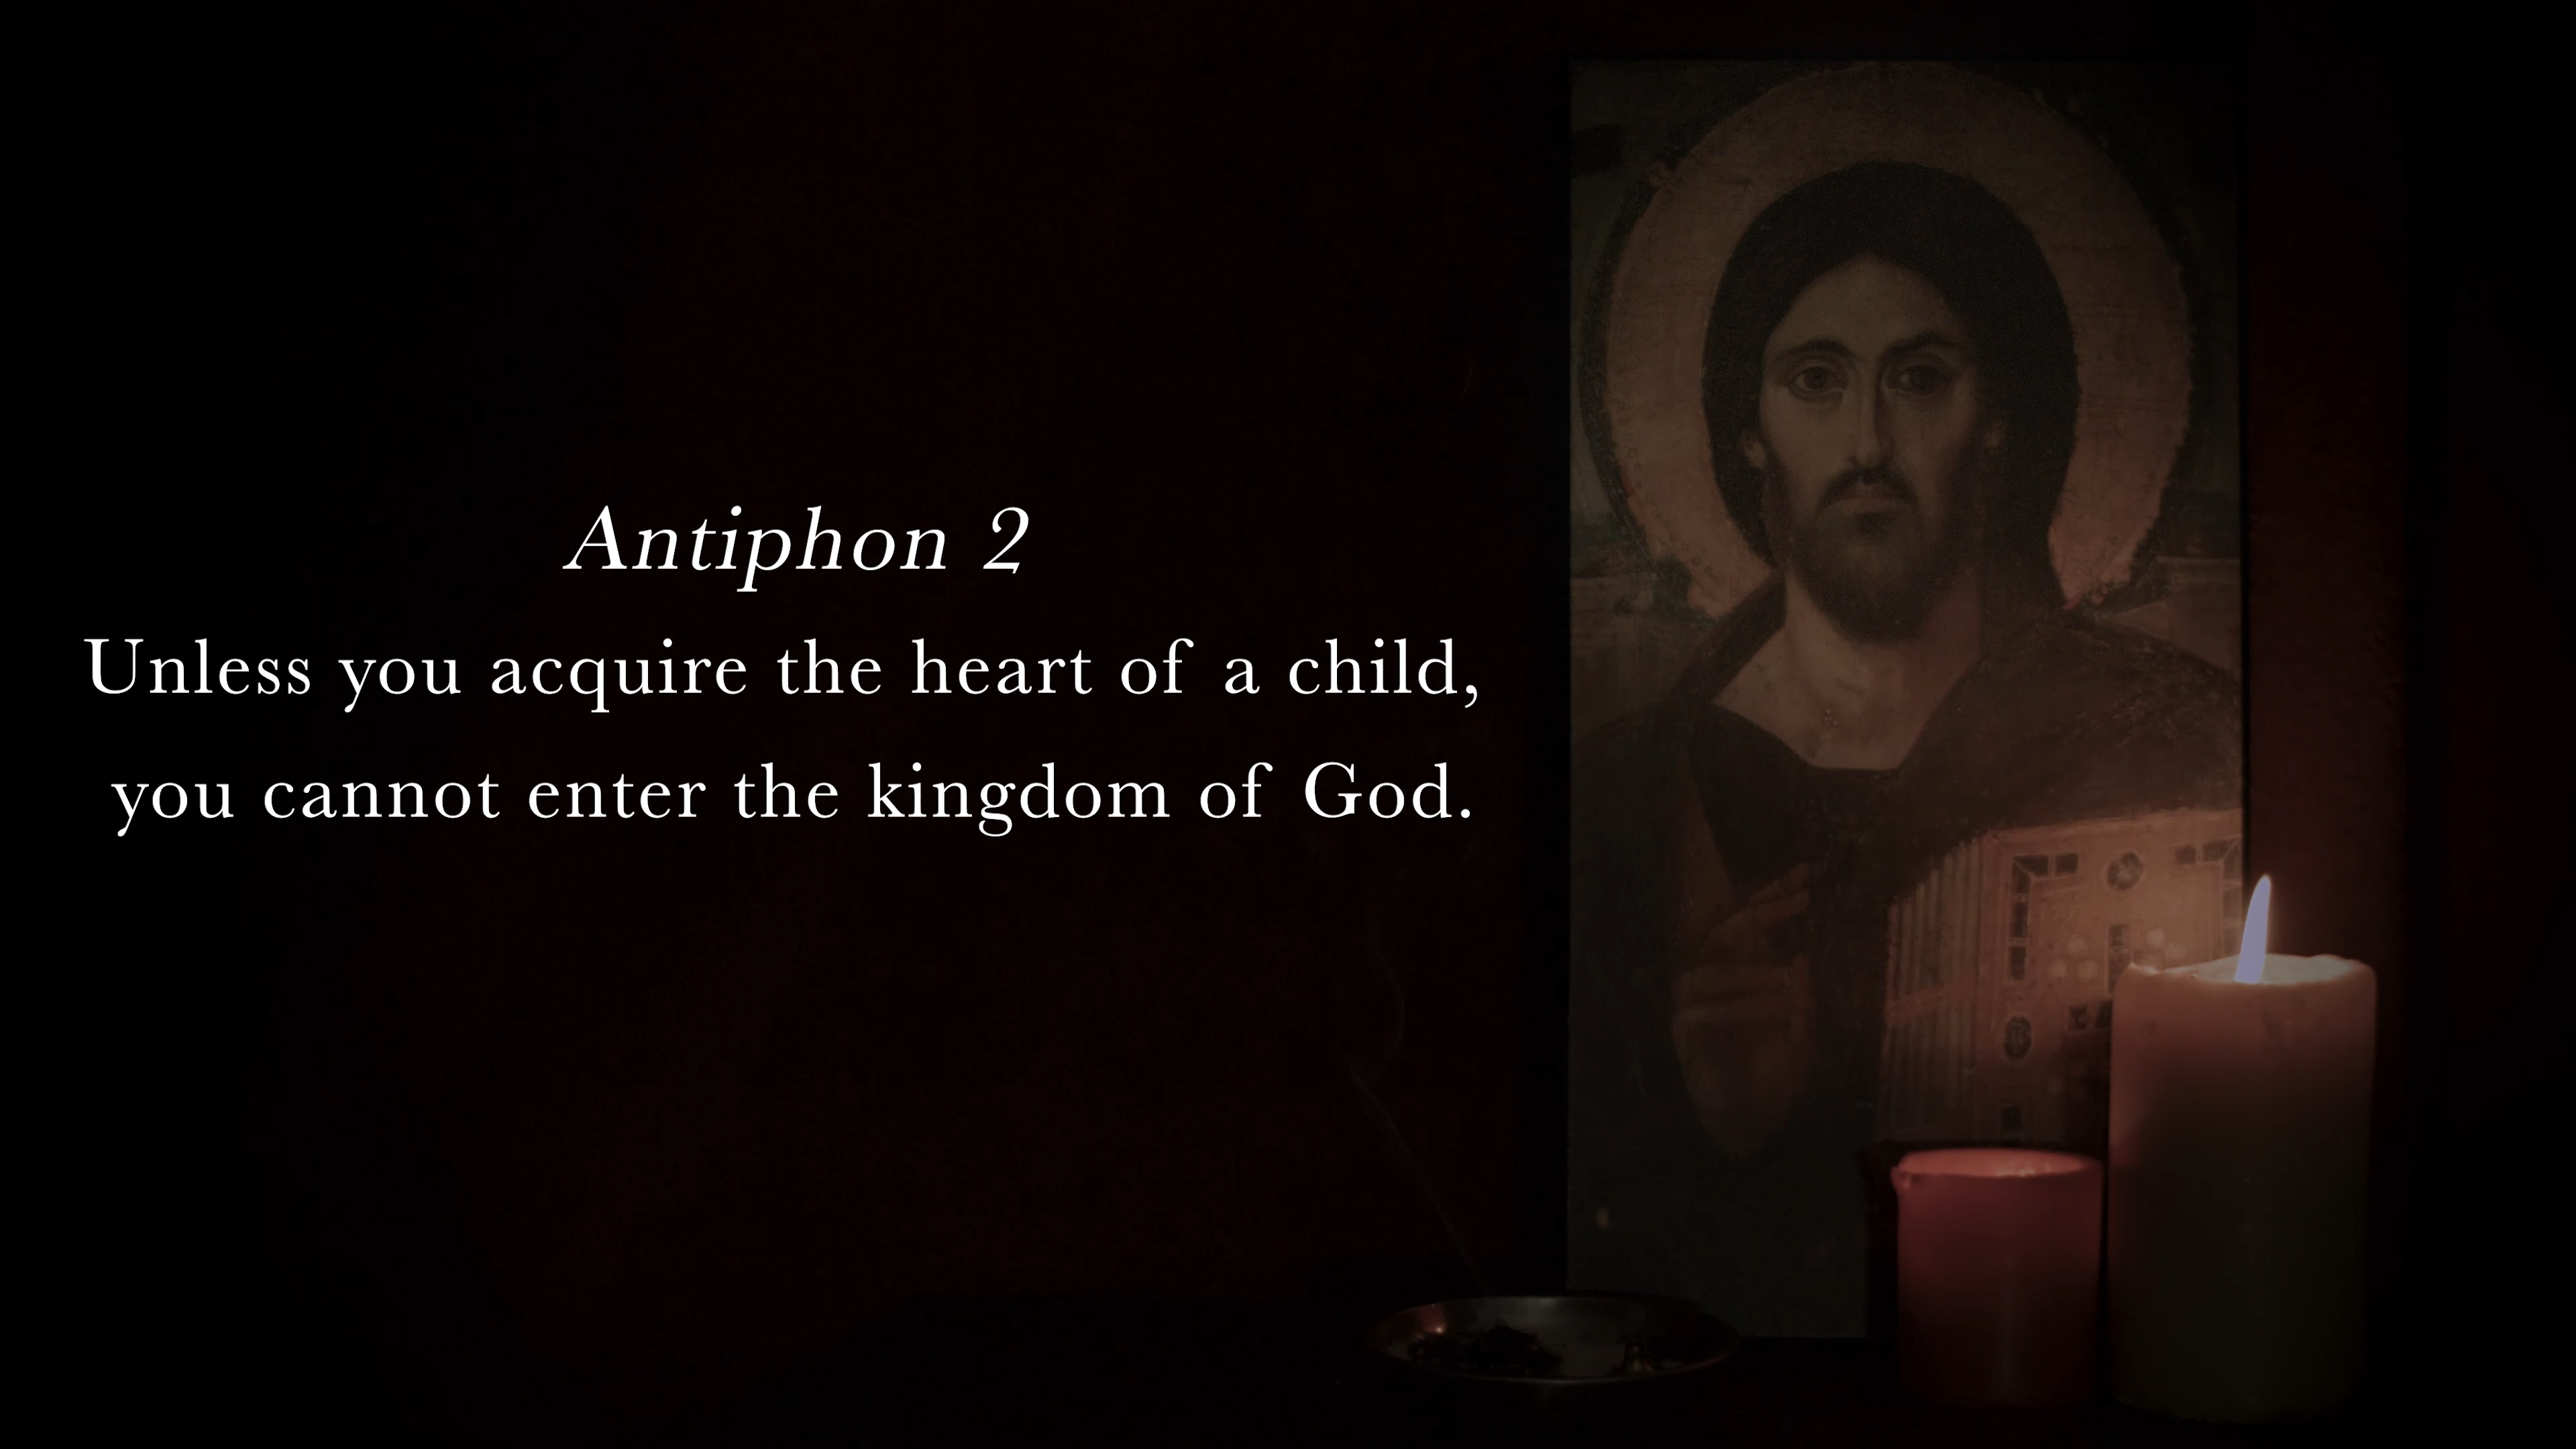 Antiphon 2
Unless you acquire the heart of a child,
you cannot enter the kingdom of God.